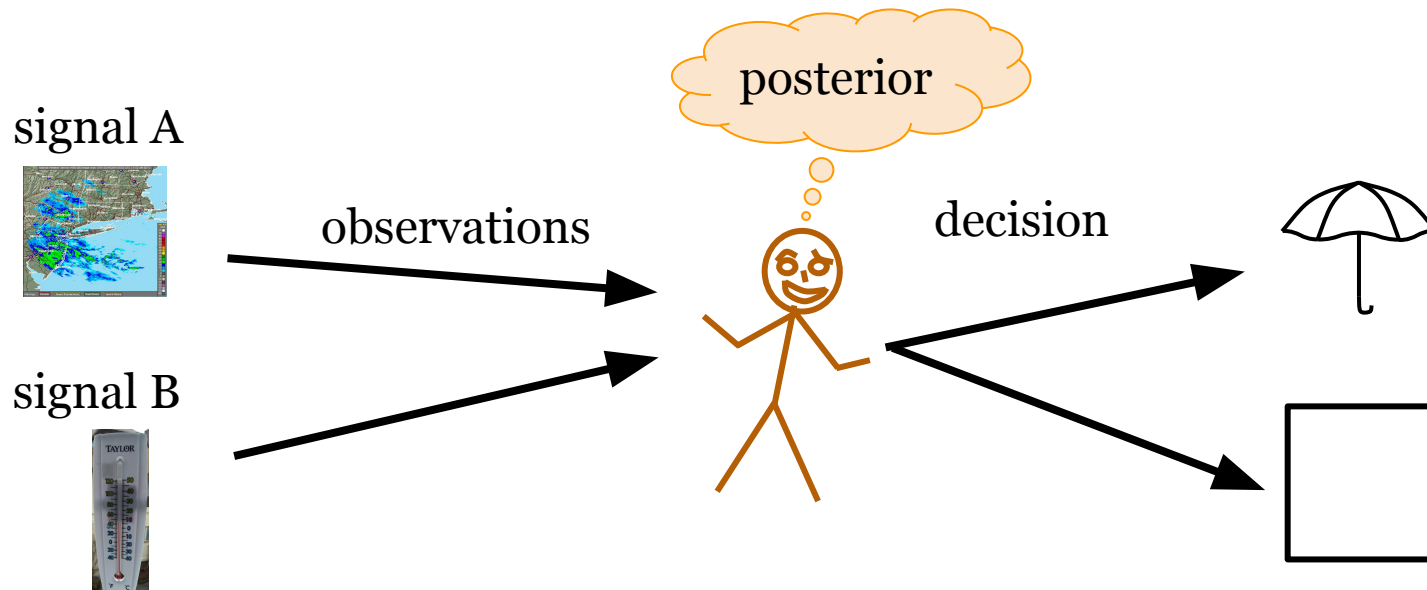 posterior
signal A
observations
decision
signal B
TAYLOR